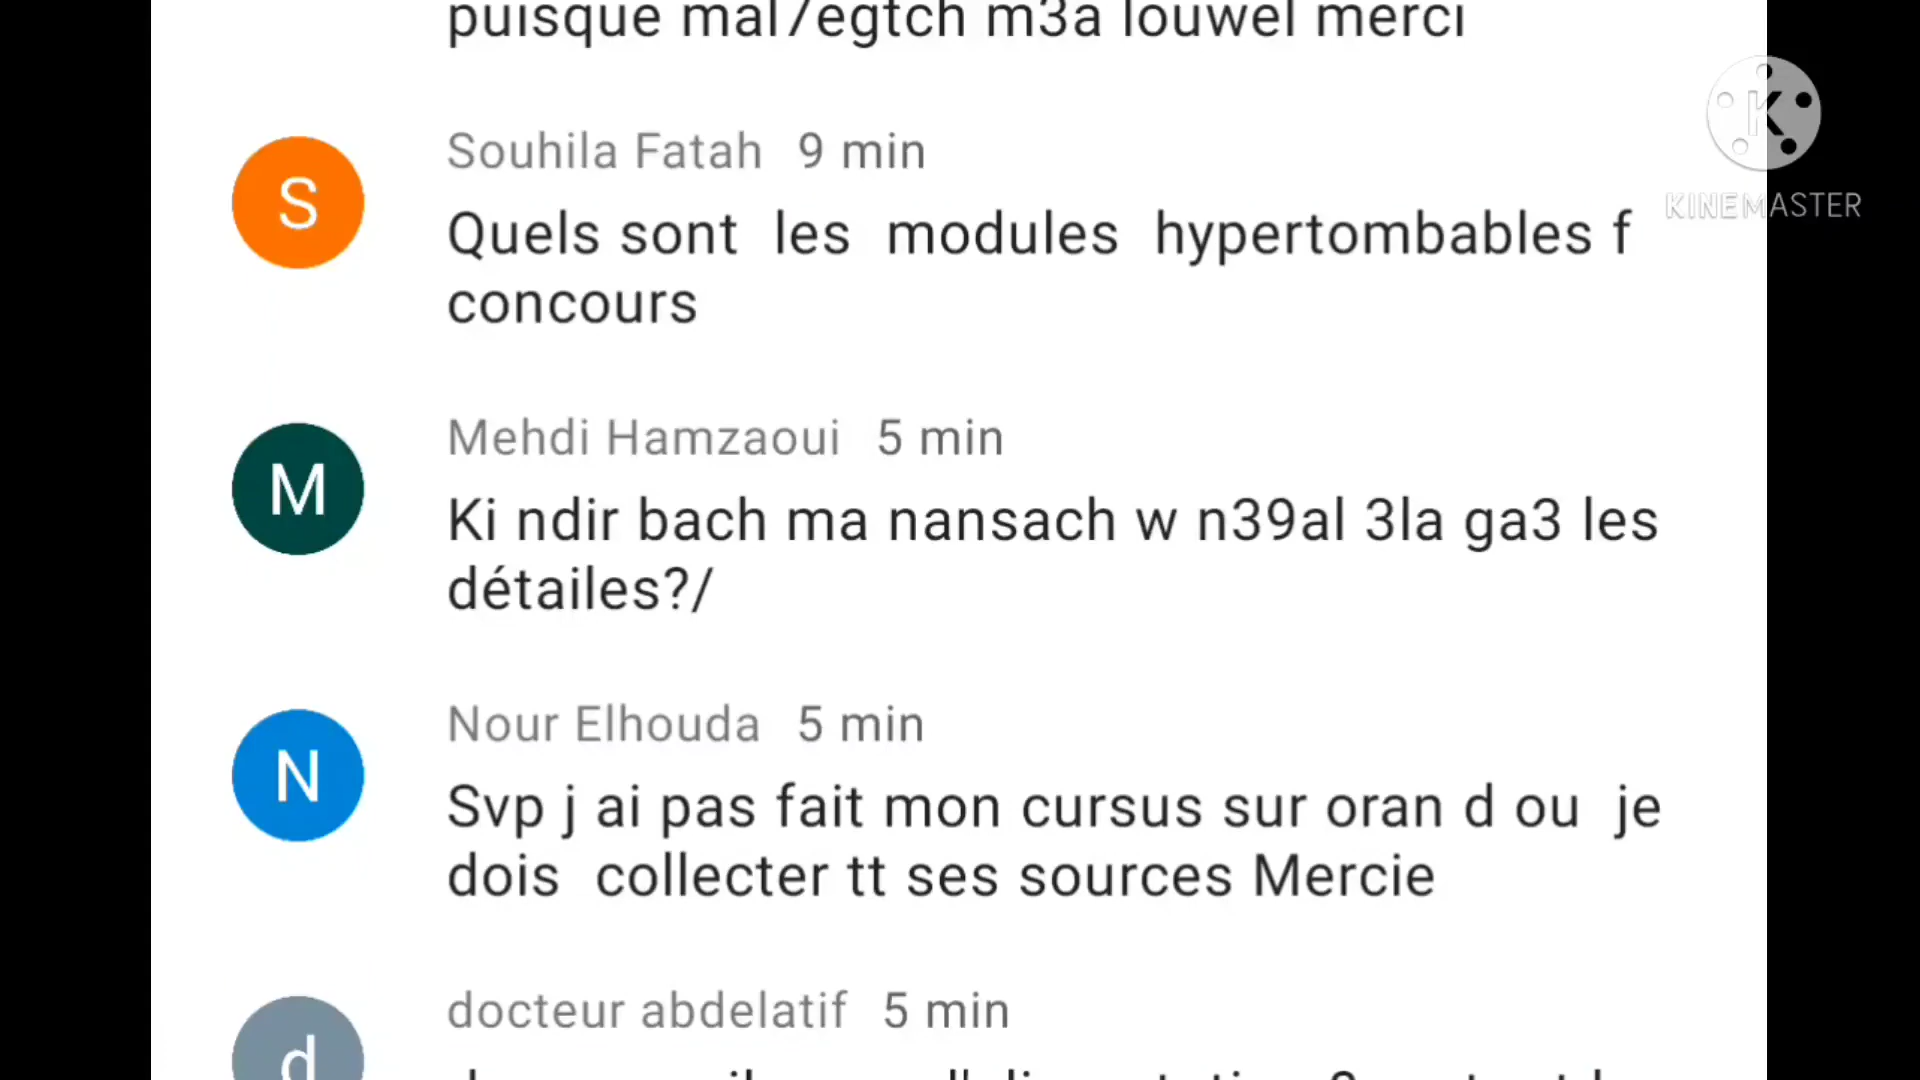 puisque mal7egtch m3a louwel merci
Souhila Fatah 9 min
Quels sont les modules hypertombables f
concours
Mehdi Hamzaoui 5 min
Ki ndir bach ma nansach w n39al 3la ga3 les
détailes?/
Nour Elhouda 5 min
Svp j ai pas fait mon cursus sur oran d ou je
dois collecter tt ses sources Mercie
docteur abdelatif 5 min
S
M
N
d
K
KINEMASTER